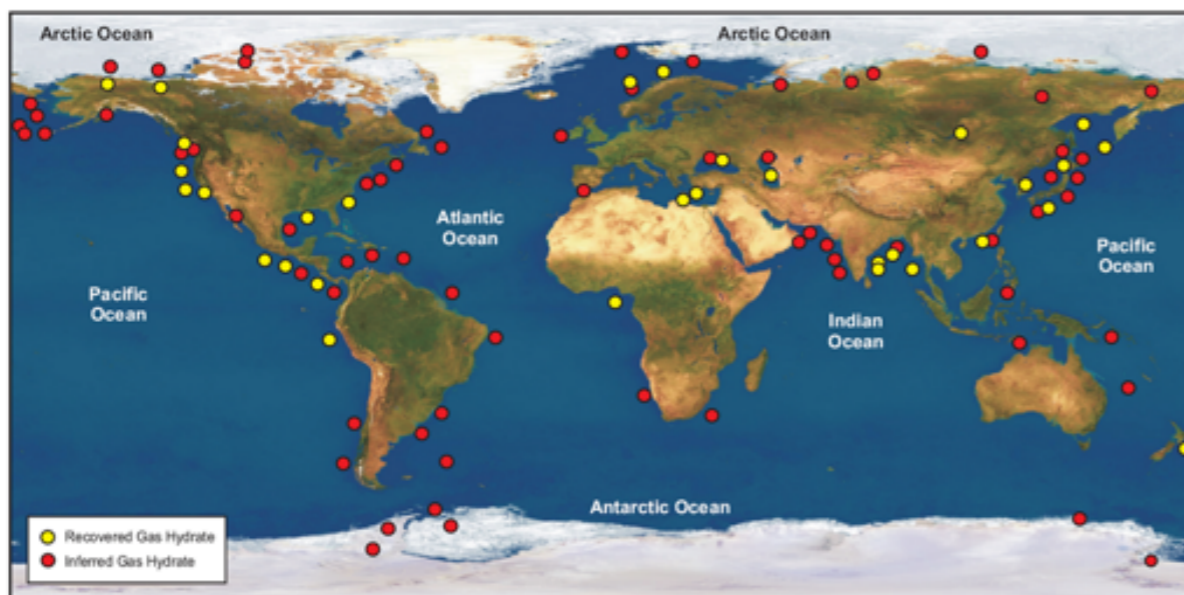 Arctic Ocean
Arctic Ocean
Atlantic
Ocean
Pacific
Ocean
Pacific
Ocean
Indian
Ocean
Antarctic Ocean
Recovered Gas Hydrate
Inferred Gas Hydrate